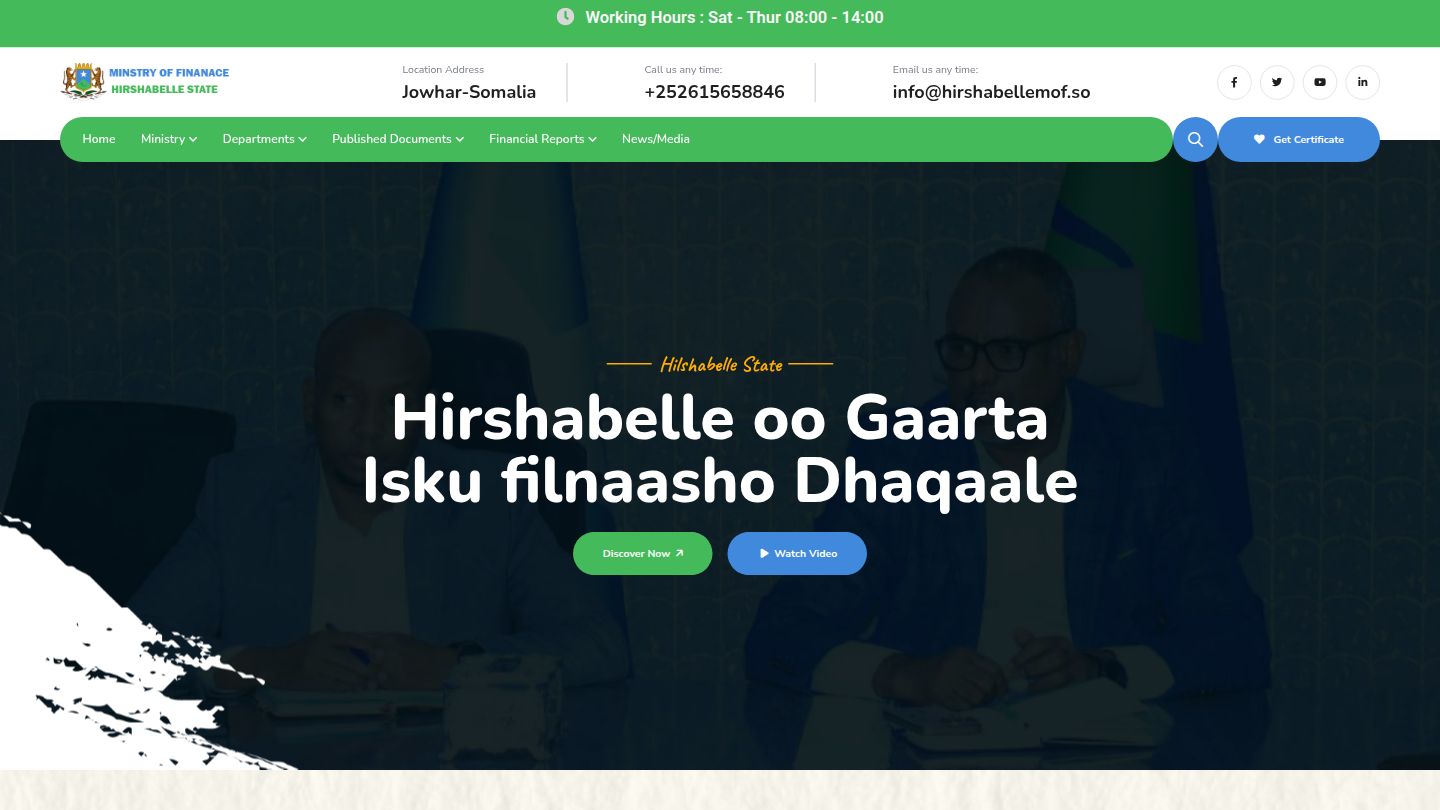 Working Hours : Sat - Thur 08:00 - 14:00
MINSTRY OF FINANACE
HIRSHABELLE STATE
Location Address
Jowhar-Somalia
Call us any time:
+252615658846
Email us any time:
info@hirshabellemof.so
Home
Ministry
Departments
Published Documents
Financial Reports
News/Media
Get Certificate
Hilshabelle State
Hirshabelle oo Gaarta
Isku filnaasho Dhaqaale
Discover Now
Watch Video